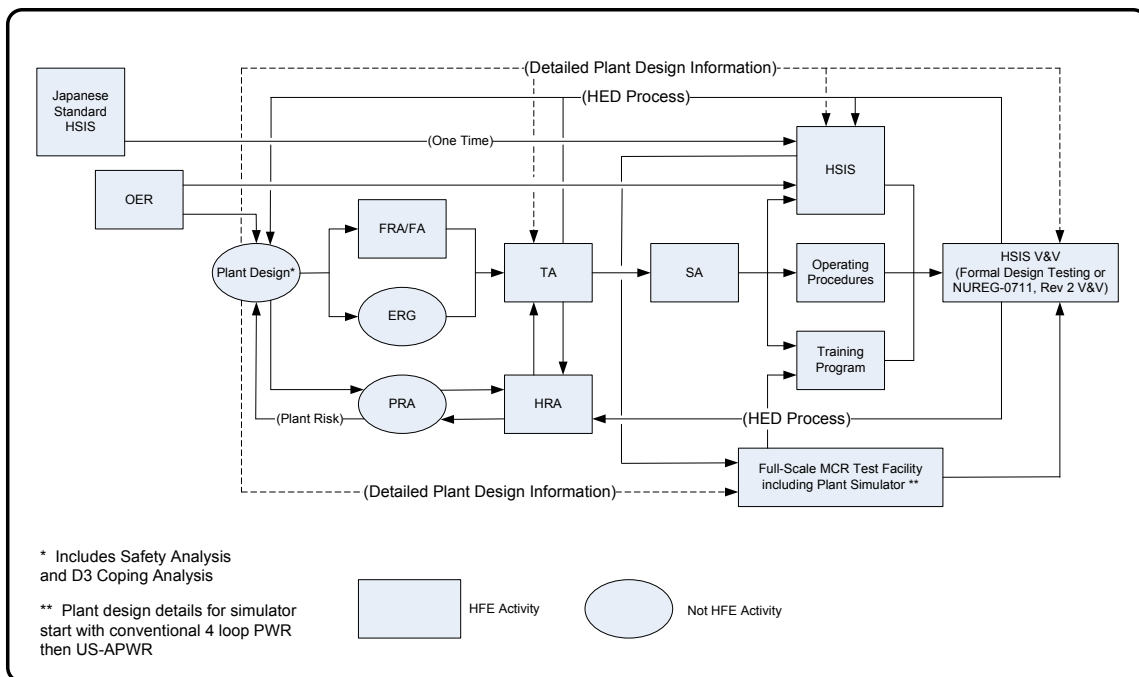 (Detailed Plant Design Information)
Japanese
Standard
HSIS
(HED Process)
(One Time)
HSIS
OER
FRA/FA
Plant Design*
TA
SA
Operating
Procedures
HSIS V&V
(Formal Design Testing or
NUREG-0711, Rev 2 V&V)
ERG
Training
Program
PRA
HRA
(Plant Risk)
(HED Process)
Full-Scale MCR Test Facility
including Plant Simulator **
(Detailed Plant Design Information)
* Includes Safety Analysis
and D3 Coping Analysis
** Plant design details for simulator
start with conventional 4 loop PWR
then US-APWR
HFE Activity
Not HFE Activity